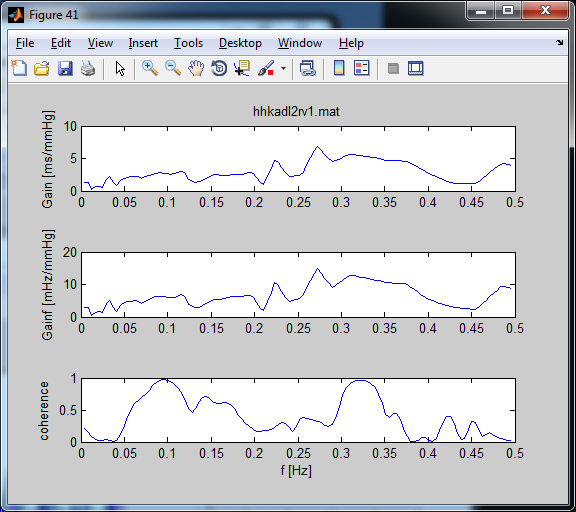 Figure 41
File Edit View Insert Tools Desktop Window Help
hhkadl2rv1.mat
Gain [ms/mmHg]
10
5
0
0 0.05 0.1 0.15 0.2 0.25 0.3 0.35 0.4 0.45 0.5
Gainf [mHz/mmHg]
20
10
0
0 0.05 0.1 0.15 0.2 0.25 0.3 0.35 0.4 0.45 0.5
coherence
1
0.5
0
0 0.05 0.1 0.15 0.2 0.25 0.3 0.35 0.4 0.45 0.5
f [Hz]